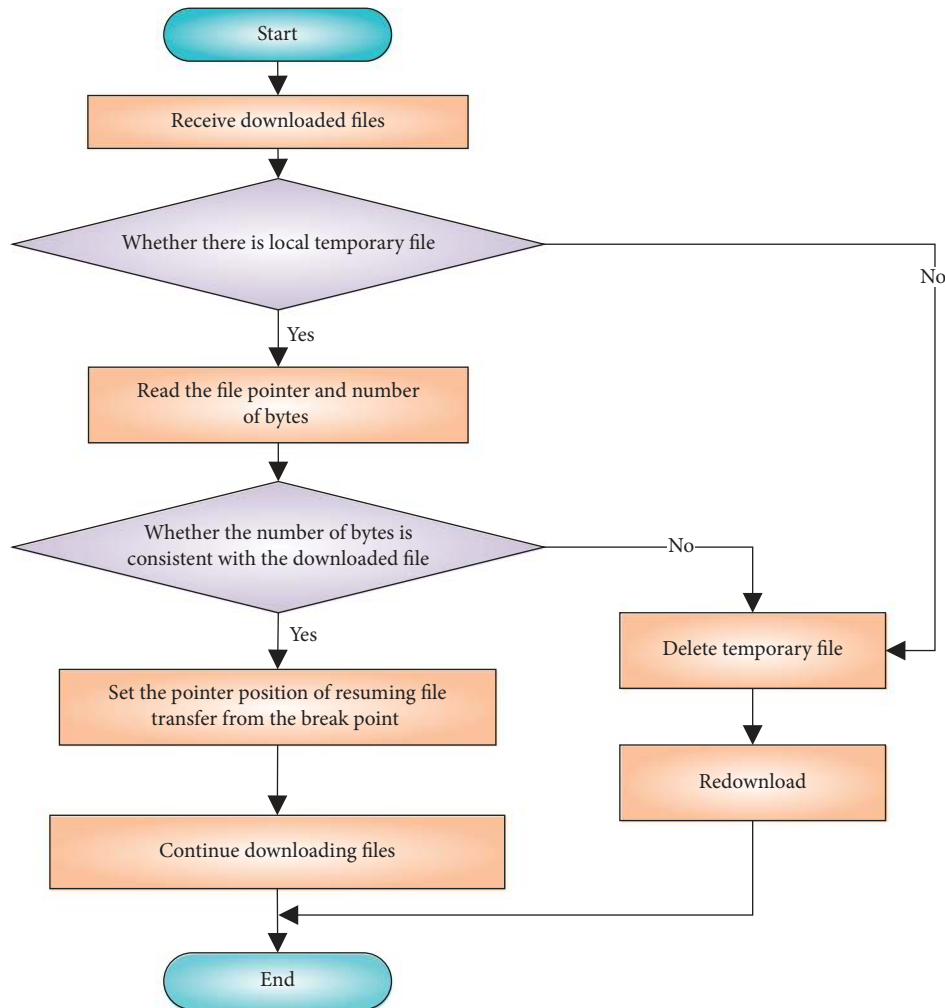 Start
Receive downloaded files
Whether there is local temporary file
No
Yes
Read the file pointer and number
of bytes
Whether the number of bytes is
consistent with the downloaded file
No
Yes
Delete temporary file
Set the pointer position of resuming file
transfer from the break point
Redownload
Continue downloading files
End